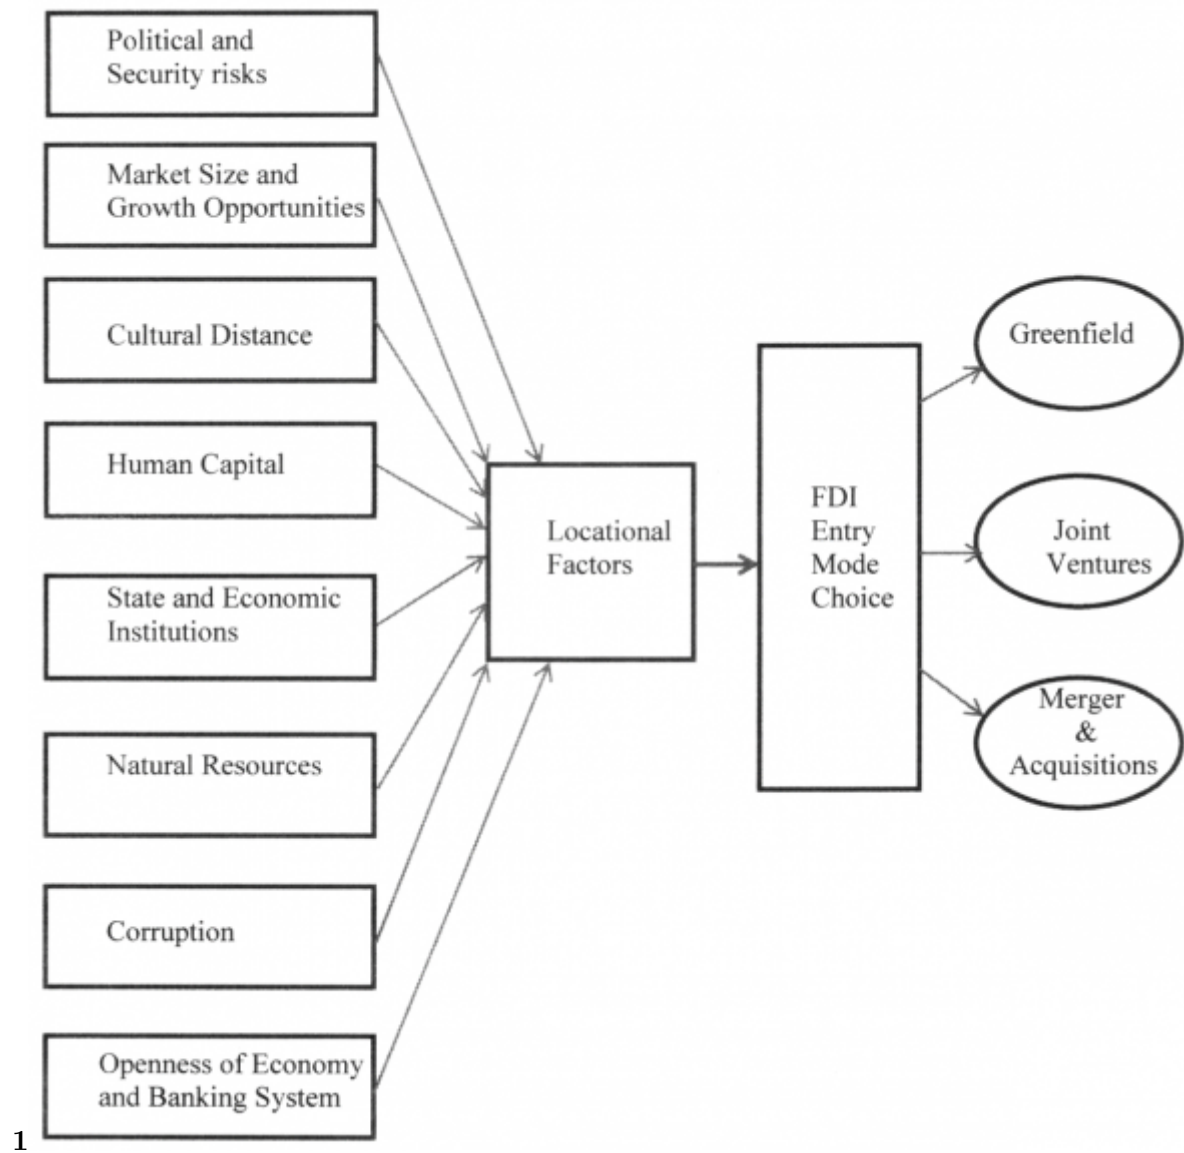 Political and
Security risks
Market Size and
Growth Opportunities
Cultural Distance
Human Capital
State and Economic
Institutions
Natural Resources
Corruption
Openness of Economy
and Banking System
Locational
Factors
FDI
Entry
Mode
Choice
Greenfield
Joint
Ventures
Merger
&
Acquisitions
1